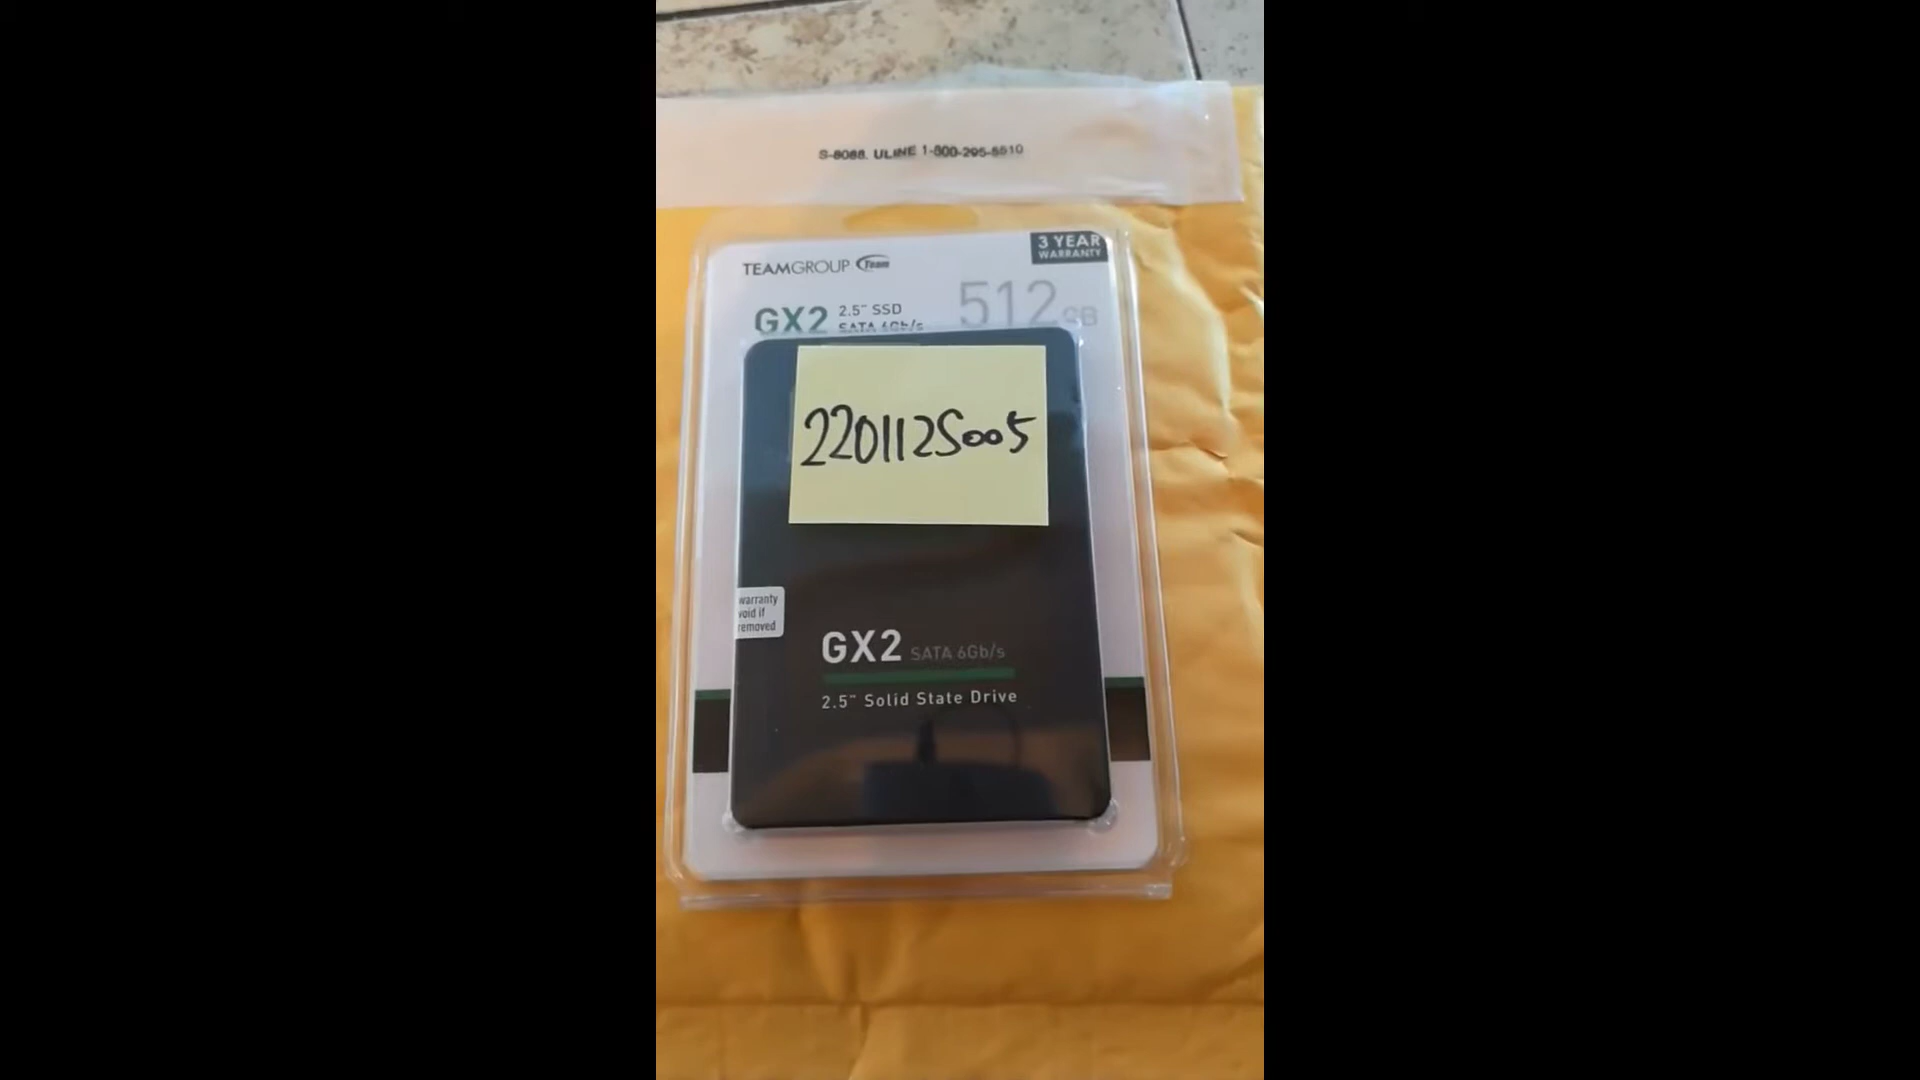 S-8088. ULINE 1-800-295-5510
3 YEAR
WARRANTY
TEAMGROUP Team
512GB
GX2 2.5" SSD
SATA 6Gb/s
220112S005
warranty
void if
removed
GX2 SATA 6Gb/s
2.5" Solid State Drive